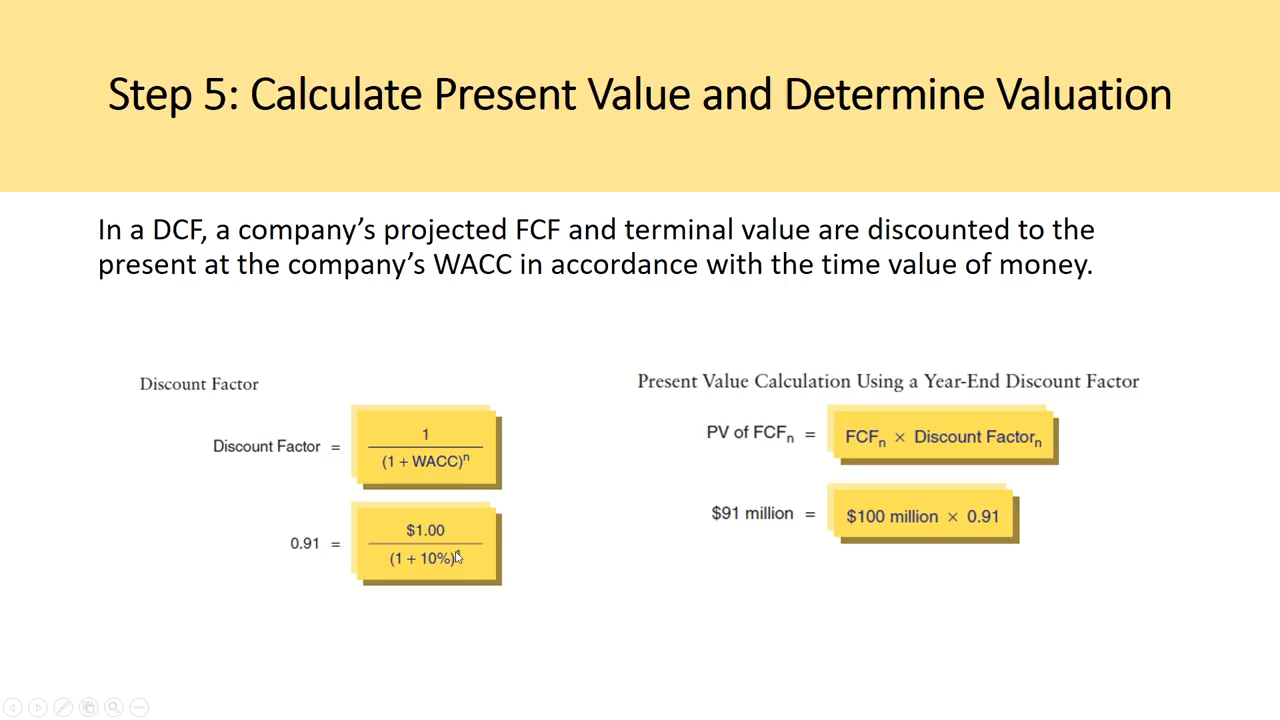 Step 5: Calculate Present Value and Determine Valuation
In a DCF, a company’s projected FCF and terminal value are discounted to the
present at the company’s WACC in accordance with the time value of money.
Discount Factor
Discount Factor = 1 / (1 + WACC)^n
0.91 = $1.00 / (1 + 10%)
Present Value Calculation Using a Year-End Discount Factor
PV of FCFn = FCFn × Discount Factorn
$91 million = $100 million × 0.91